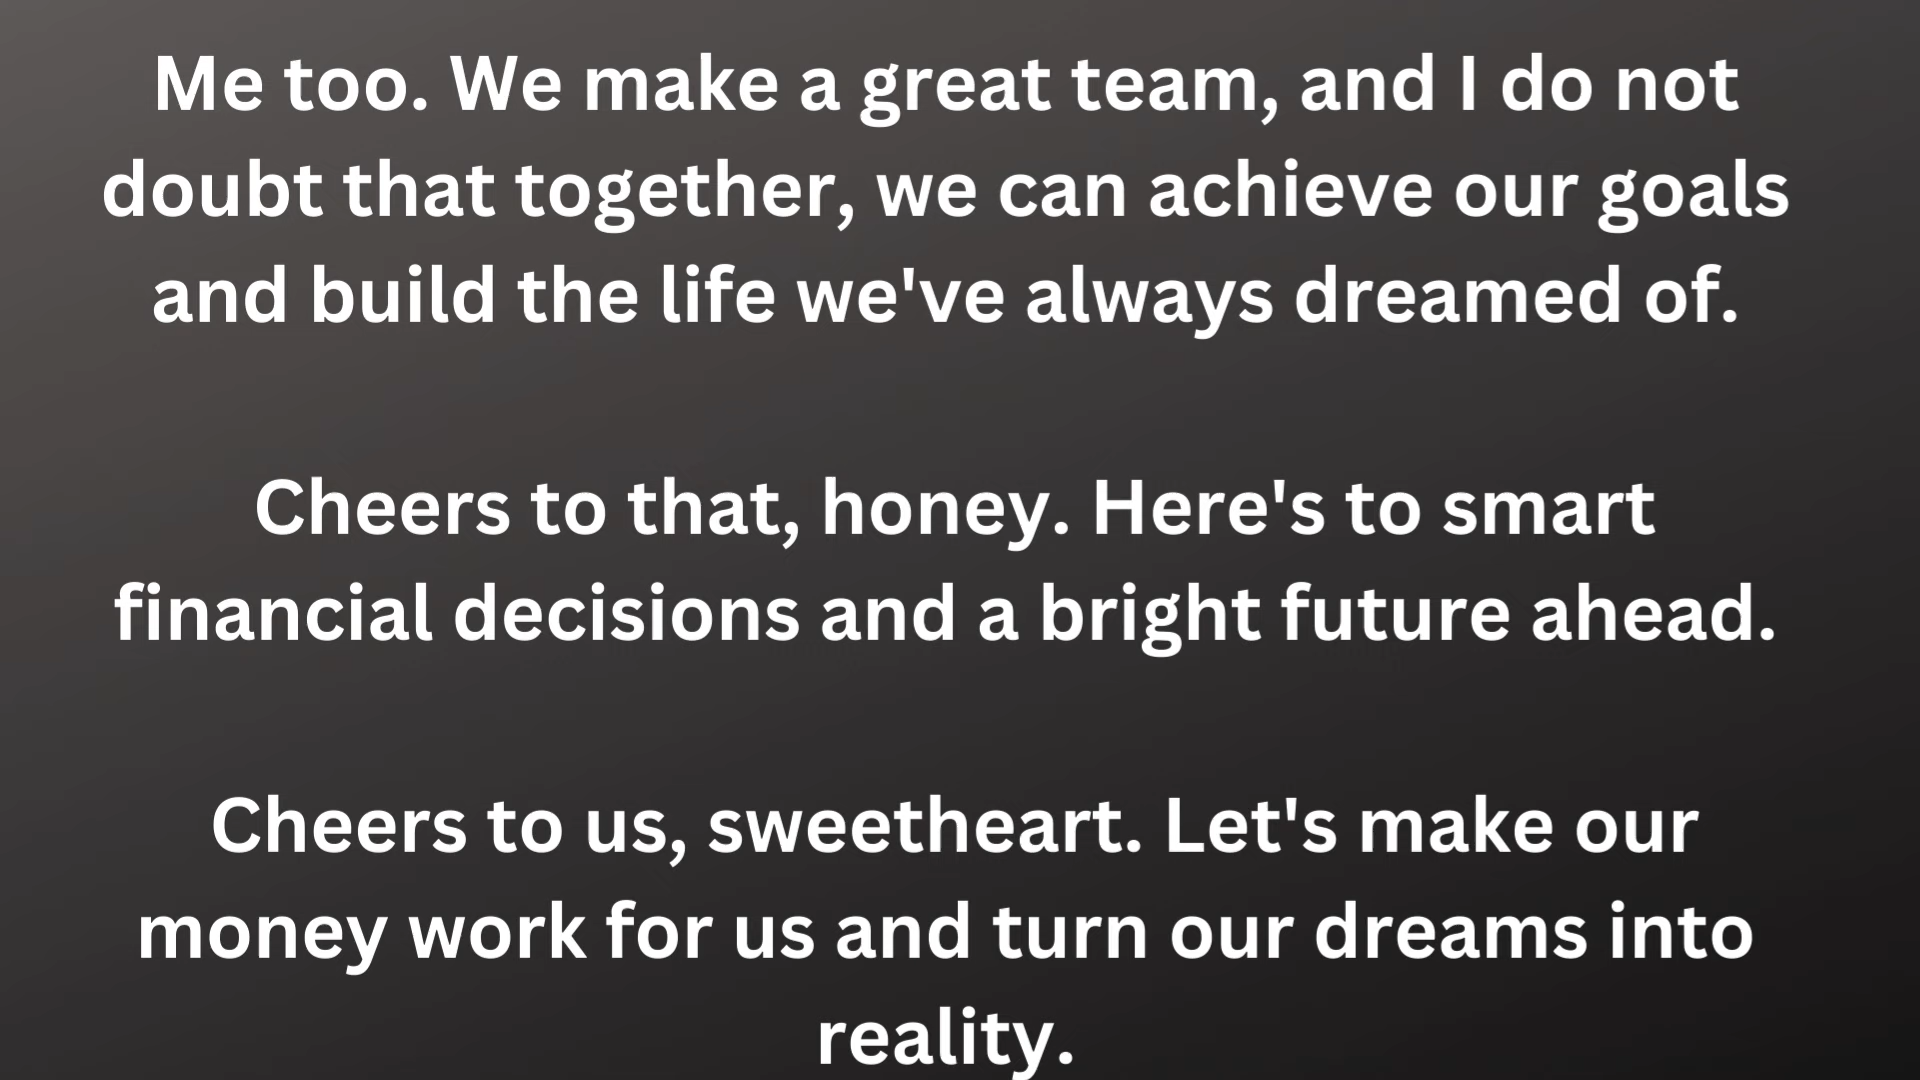 Me too. We make a great team, and I do not
doubt that together, we can achieve our goals
and build the life we've always dreamed of.
Cheers to that, honey. Here's to smart
financial decisions and a bright future ahead.
Cheers to us, sweetheart. Let's make our
money work for us and turn our dreams into
reality.